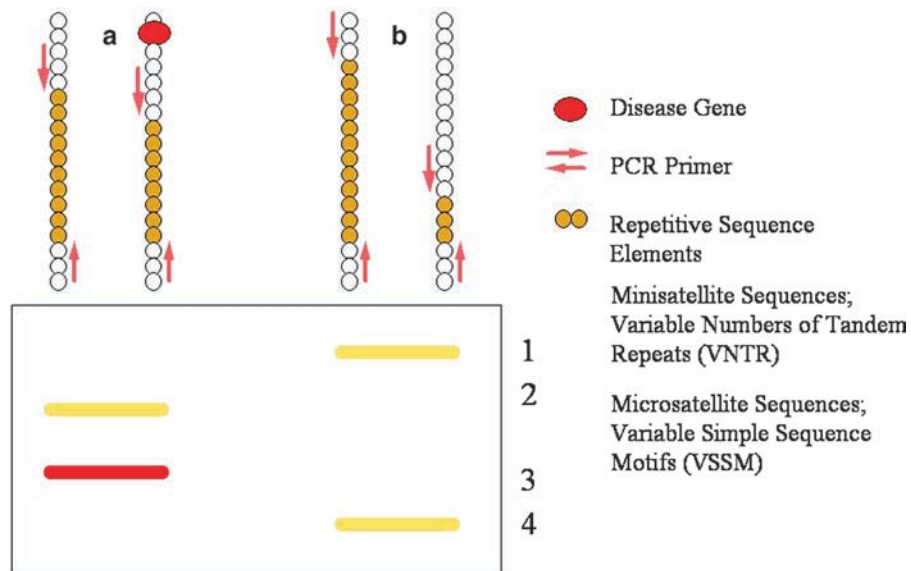 a
b
Disease Gene
PCR Primer
Repetitive Sequence
Elements
Minisatellite Sequences;
Variable Numbers of Tandem
Repeats (VNTR)
Microsatellite Sequences;
Variable Simple Sequence
Motifs (VSSM)
1
2
3
4